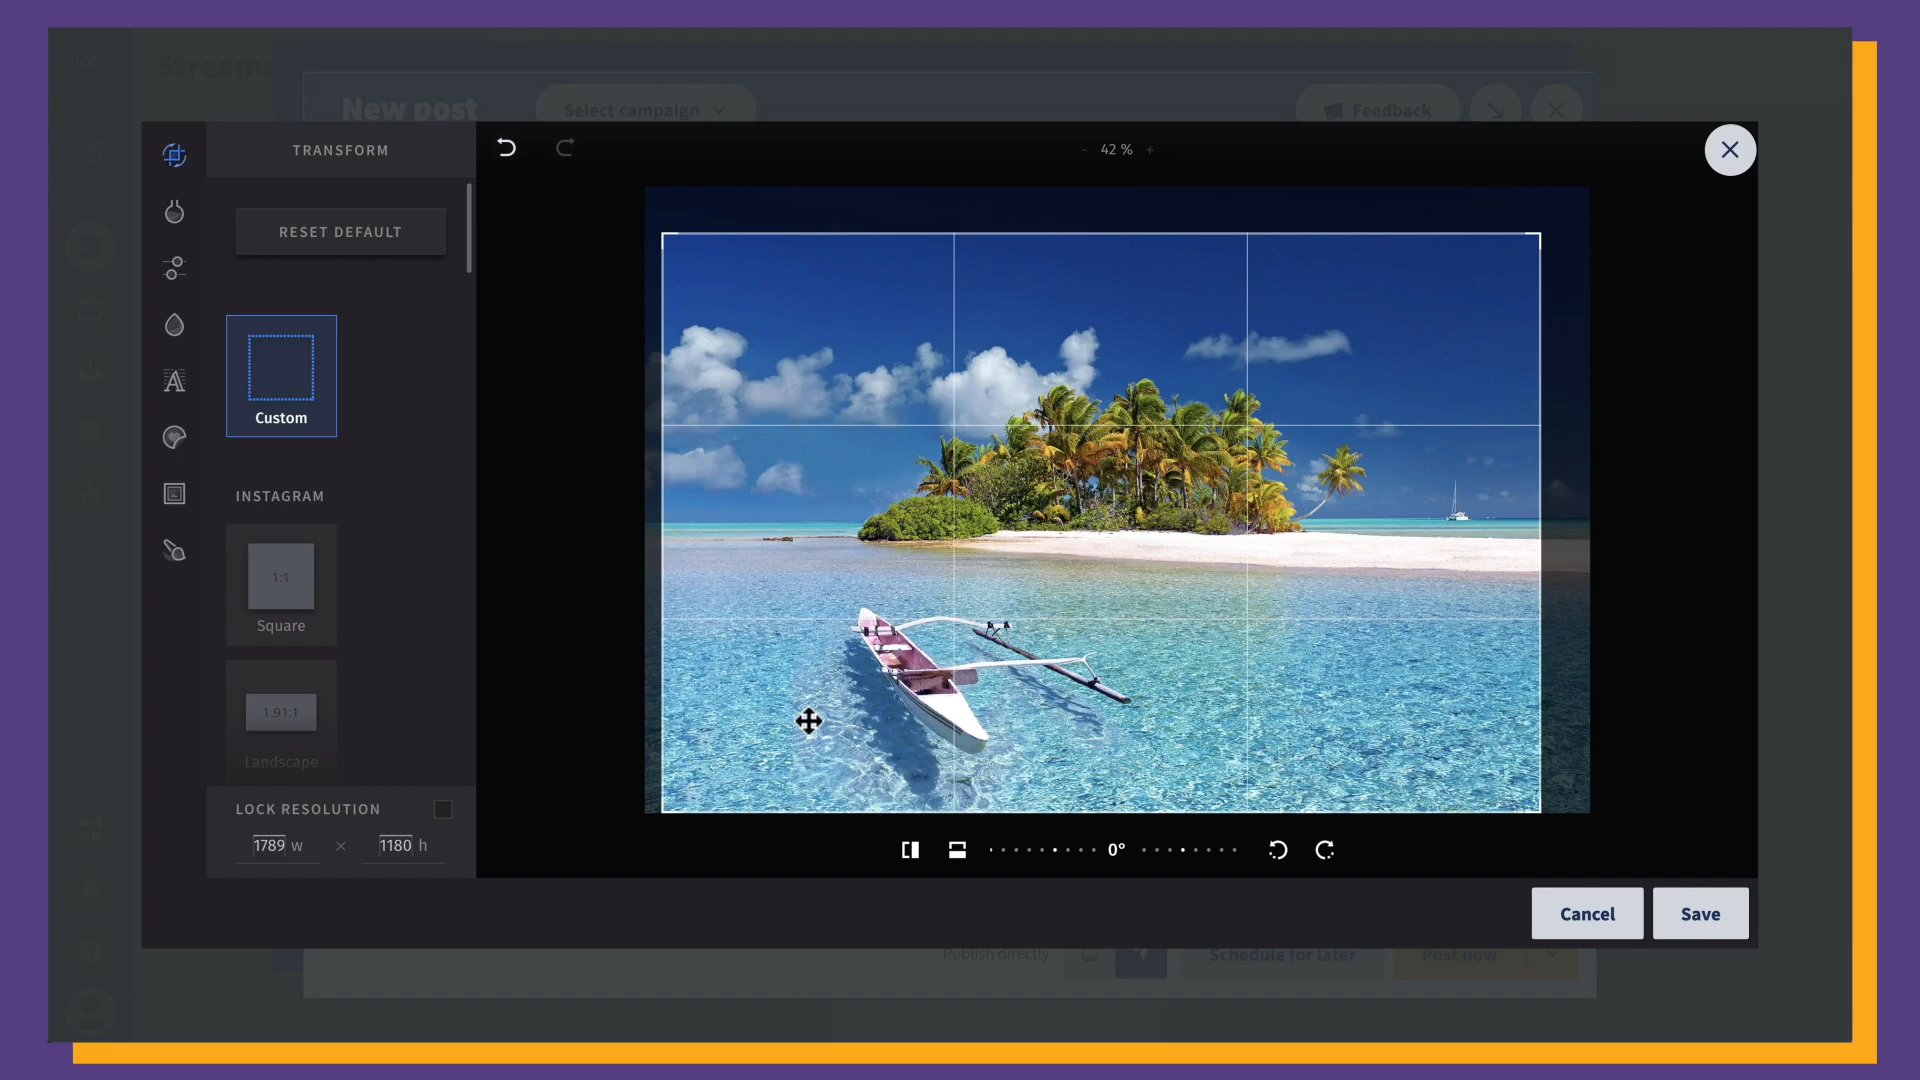 Streams
New post
Select campaign
Feedback
TRANSFORM
- 42 % +
RESET DEFAULT
Custom
INSTAGRAM
1:1
Square
1.91:1
Landscape
LOCK RESOLUTION
1789 w × 1180 h
0°
Cancel
Save
Publish directly
Schedule for later
Post now